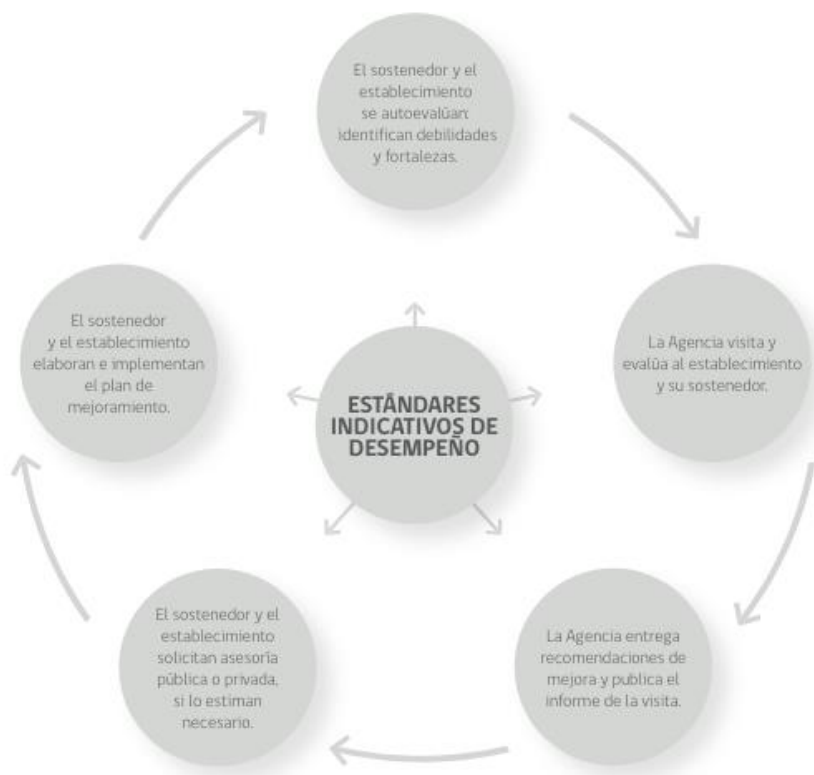 El sostenedor y el
establecimiento
se autoevalúan:
identifican debilidades
y fortalezas.
La Agencia visita y
evalúa al establecimiento
y su sostenedor.
La Agencia entrega
recomendaciones de
mejora y publica el
informe de la visita.
El sostenedor y el
establecimiento
solicitan asesoría
pública o privada,
si lo estiman
necesario.
El sostenedor
y el establecimiento
elaboran e implementan
el plan de
mejoramiento.
ESTÁNDARES
INDICATIVOS DE
DESEMPEÑO